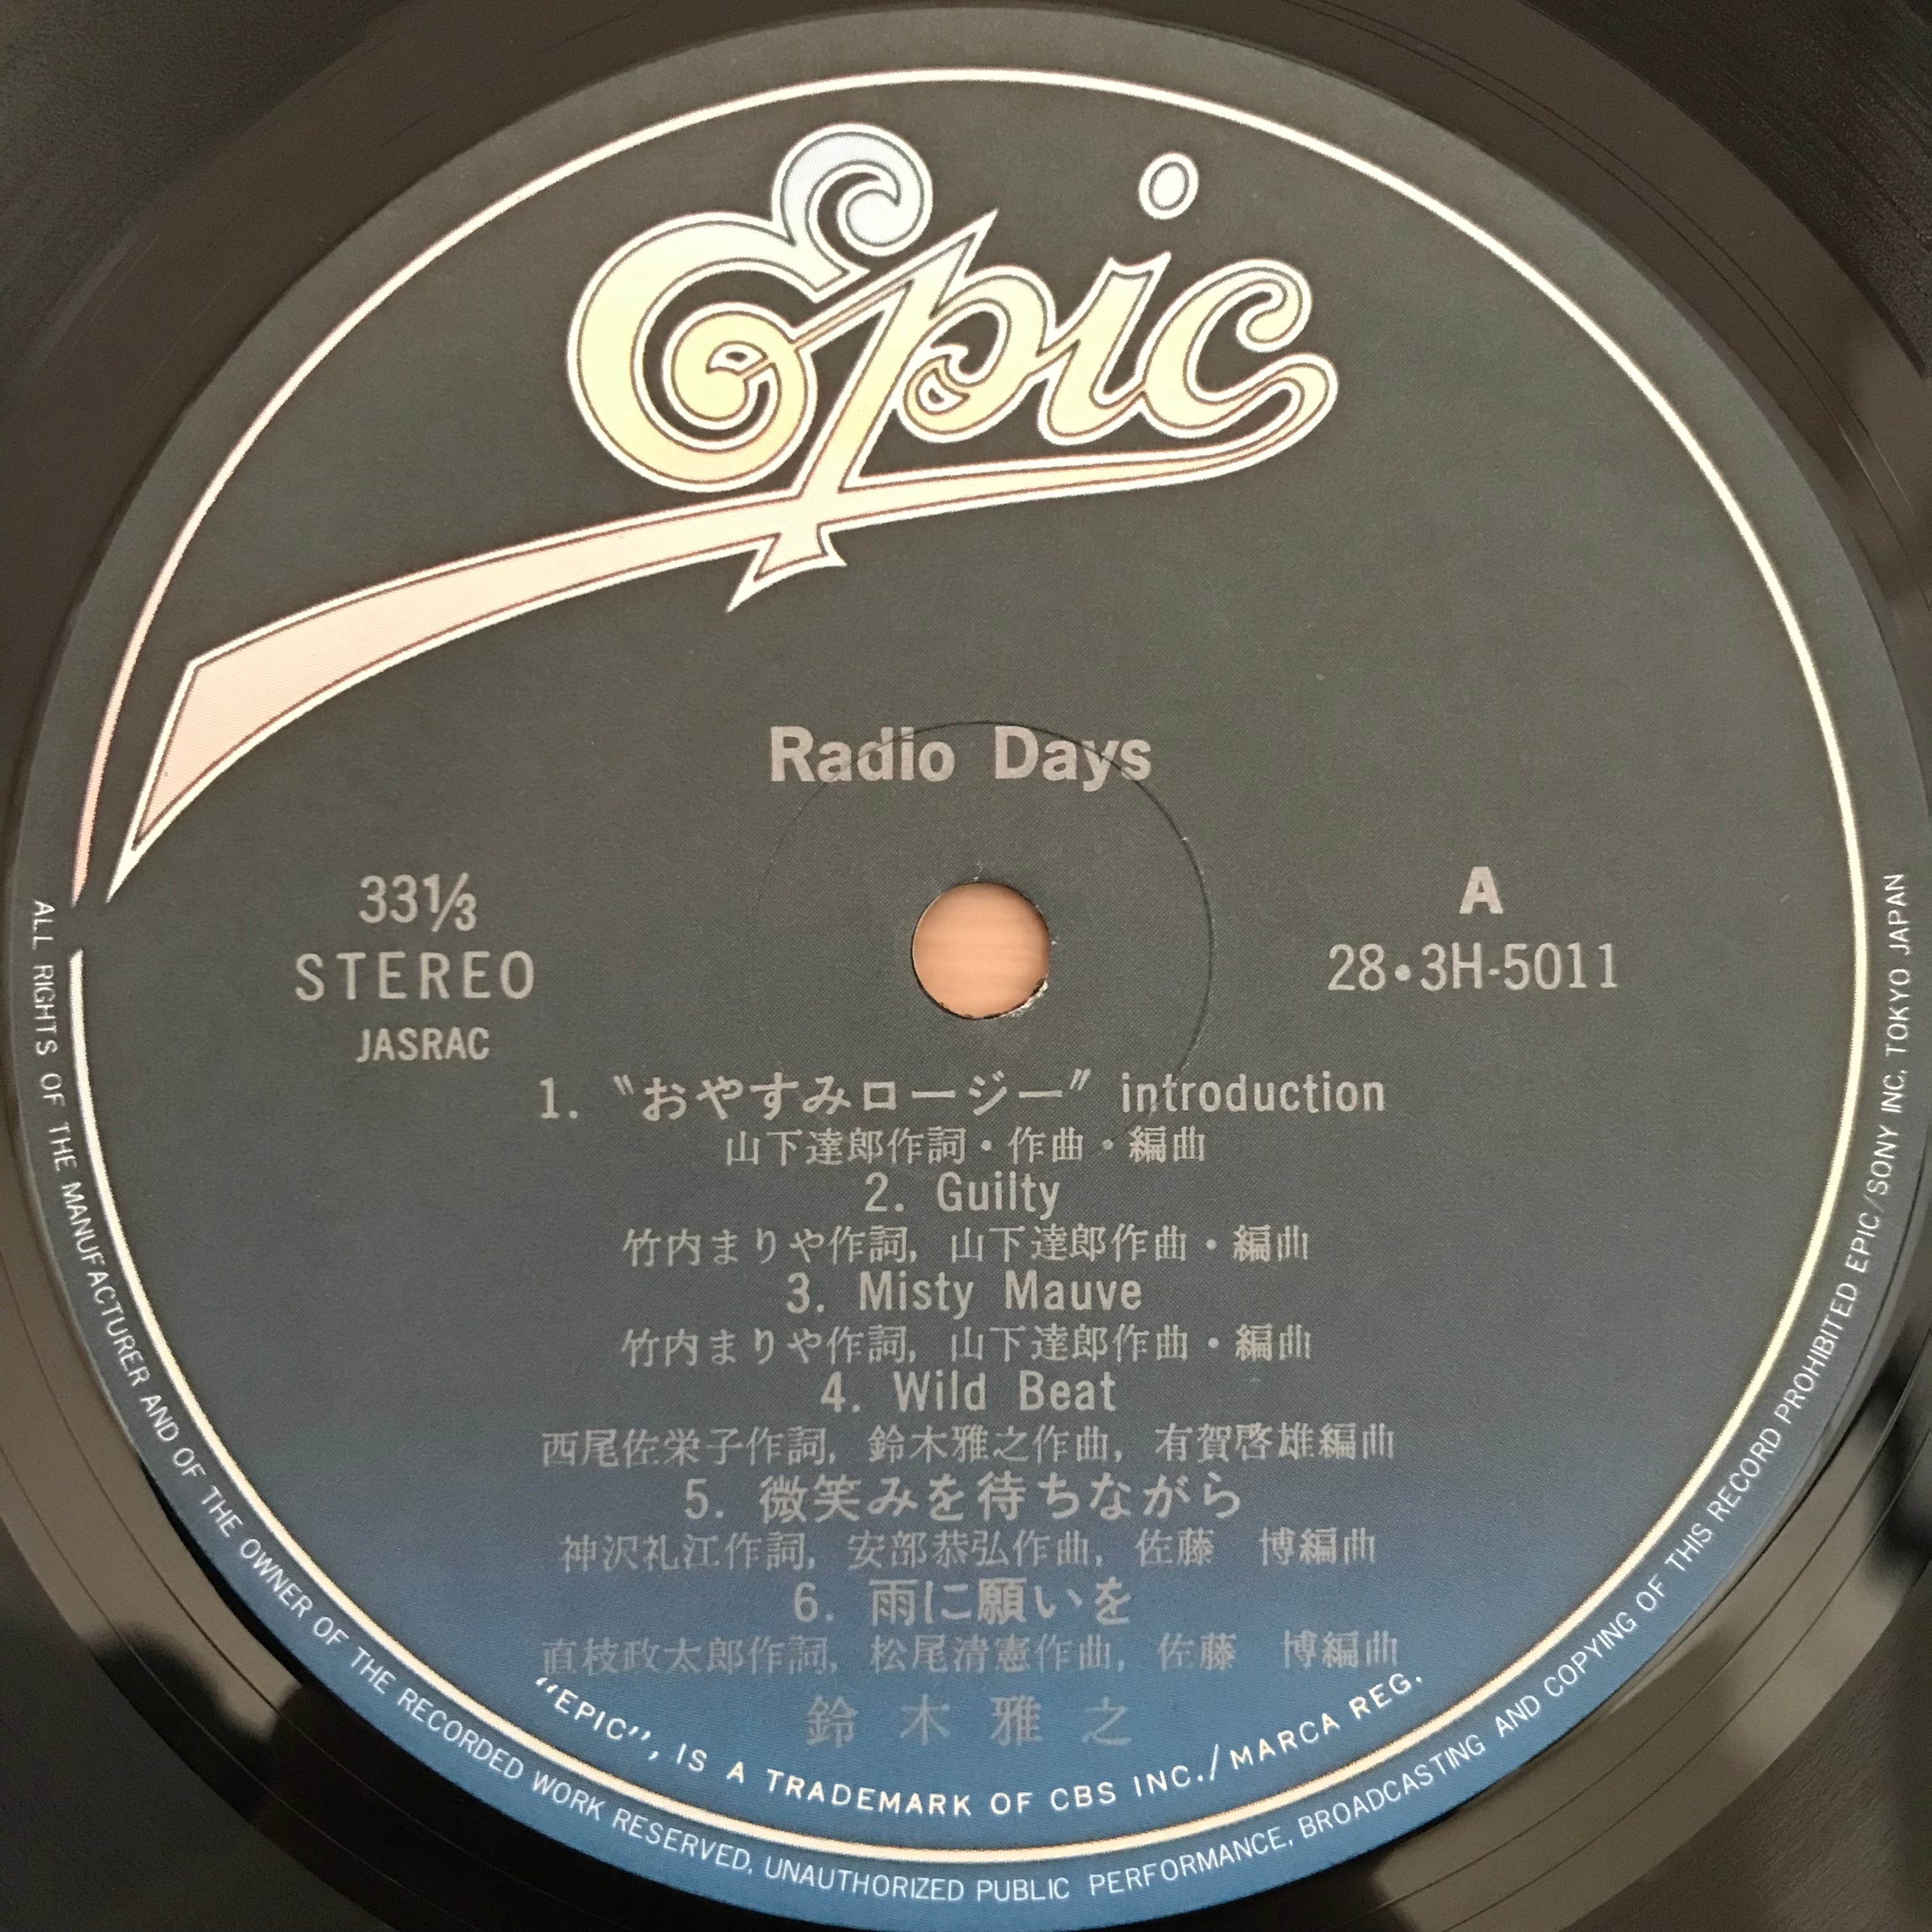 Epic
Radio Days
33⅓
STEREO
JASRAC
A
28•3H-5011
1. 〝おやすみロージー〞 introduction
山下達郎作詞・作曲・編曲
2. Guilty
竹内まりや作詞, 山下達郎作曲・編曲
3. Misty Mauve
竹内まりや作詞, 山下達郎作曲・編曲
4. Wild Beat
西尾佐栄子作詞, 鈴木雅之作曲, 有賀啓雄編曲
5. 微笑みを待ちながら
神沢礼江作詞, 安部恭弘作曲, 佐藤　博編曲
6. 雨に願いを
直枝政太郎作詞, 松尾清憲作曲, 佐藤　博編曲
鈴木雅之
“EPIC”, IS A TRADEMARK OF CBS INC./MARCA REG.
ALL RIGHTS OF THE MANUFACTURER AND OF THE OWNER OF THE RECORDED WORK RESERVED. UNAUTHORIZED PUBLIC PERFORMANCE, BROADCASTING AND COPYING OF THIS RECORD PROHIBITED EPIC/SONY INC. TOKYO JAPAN